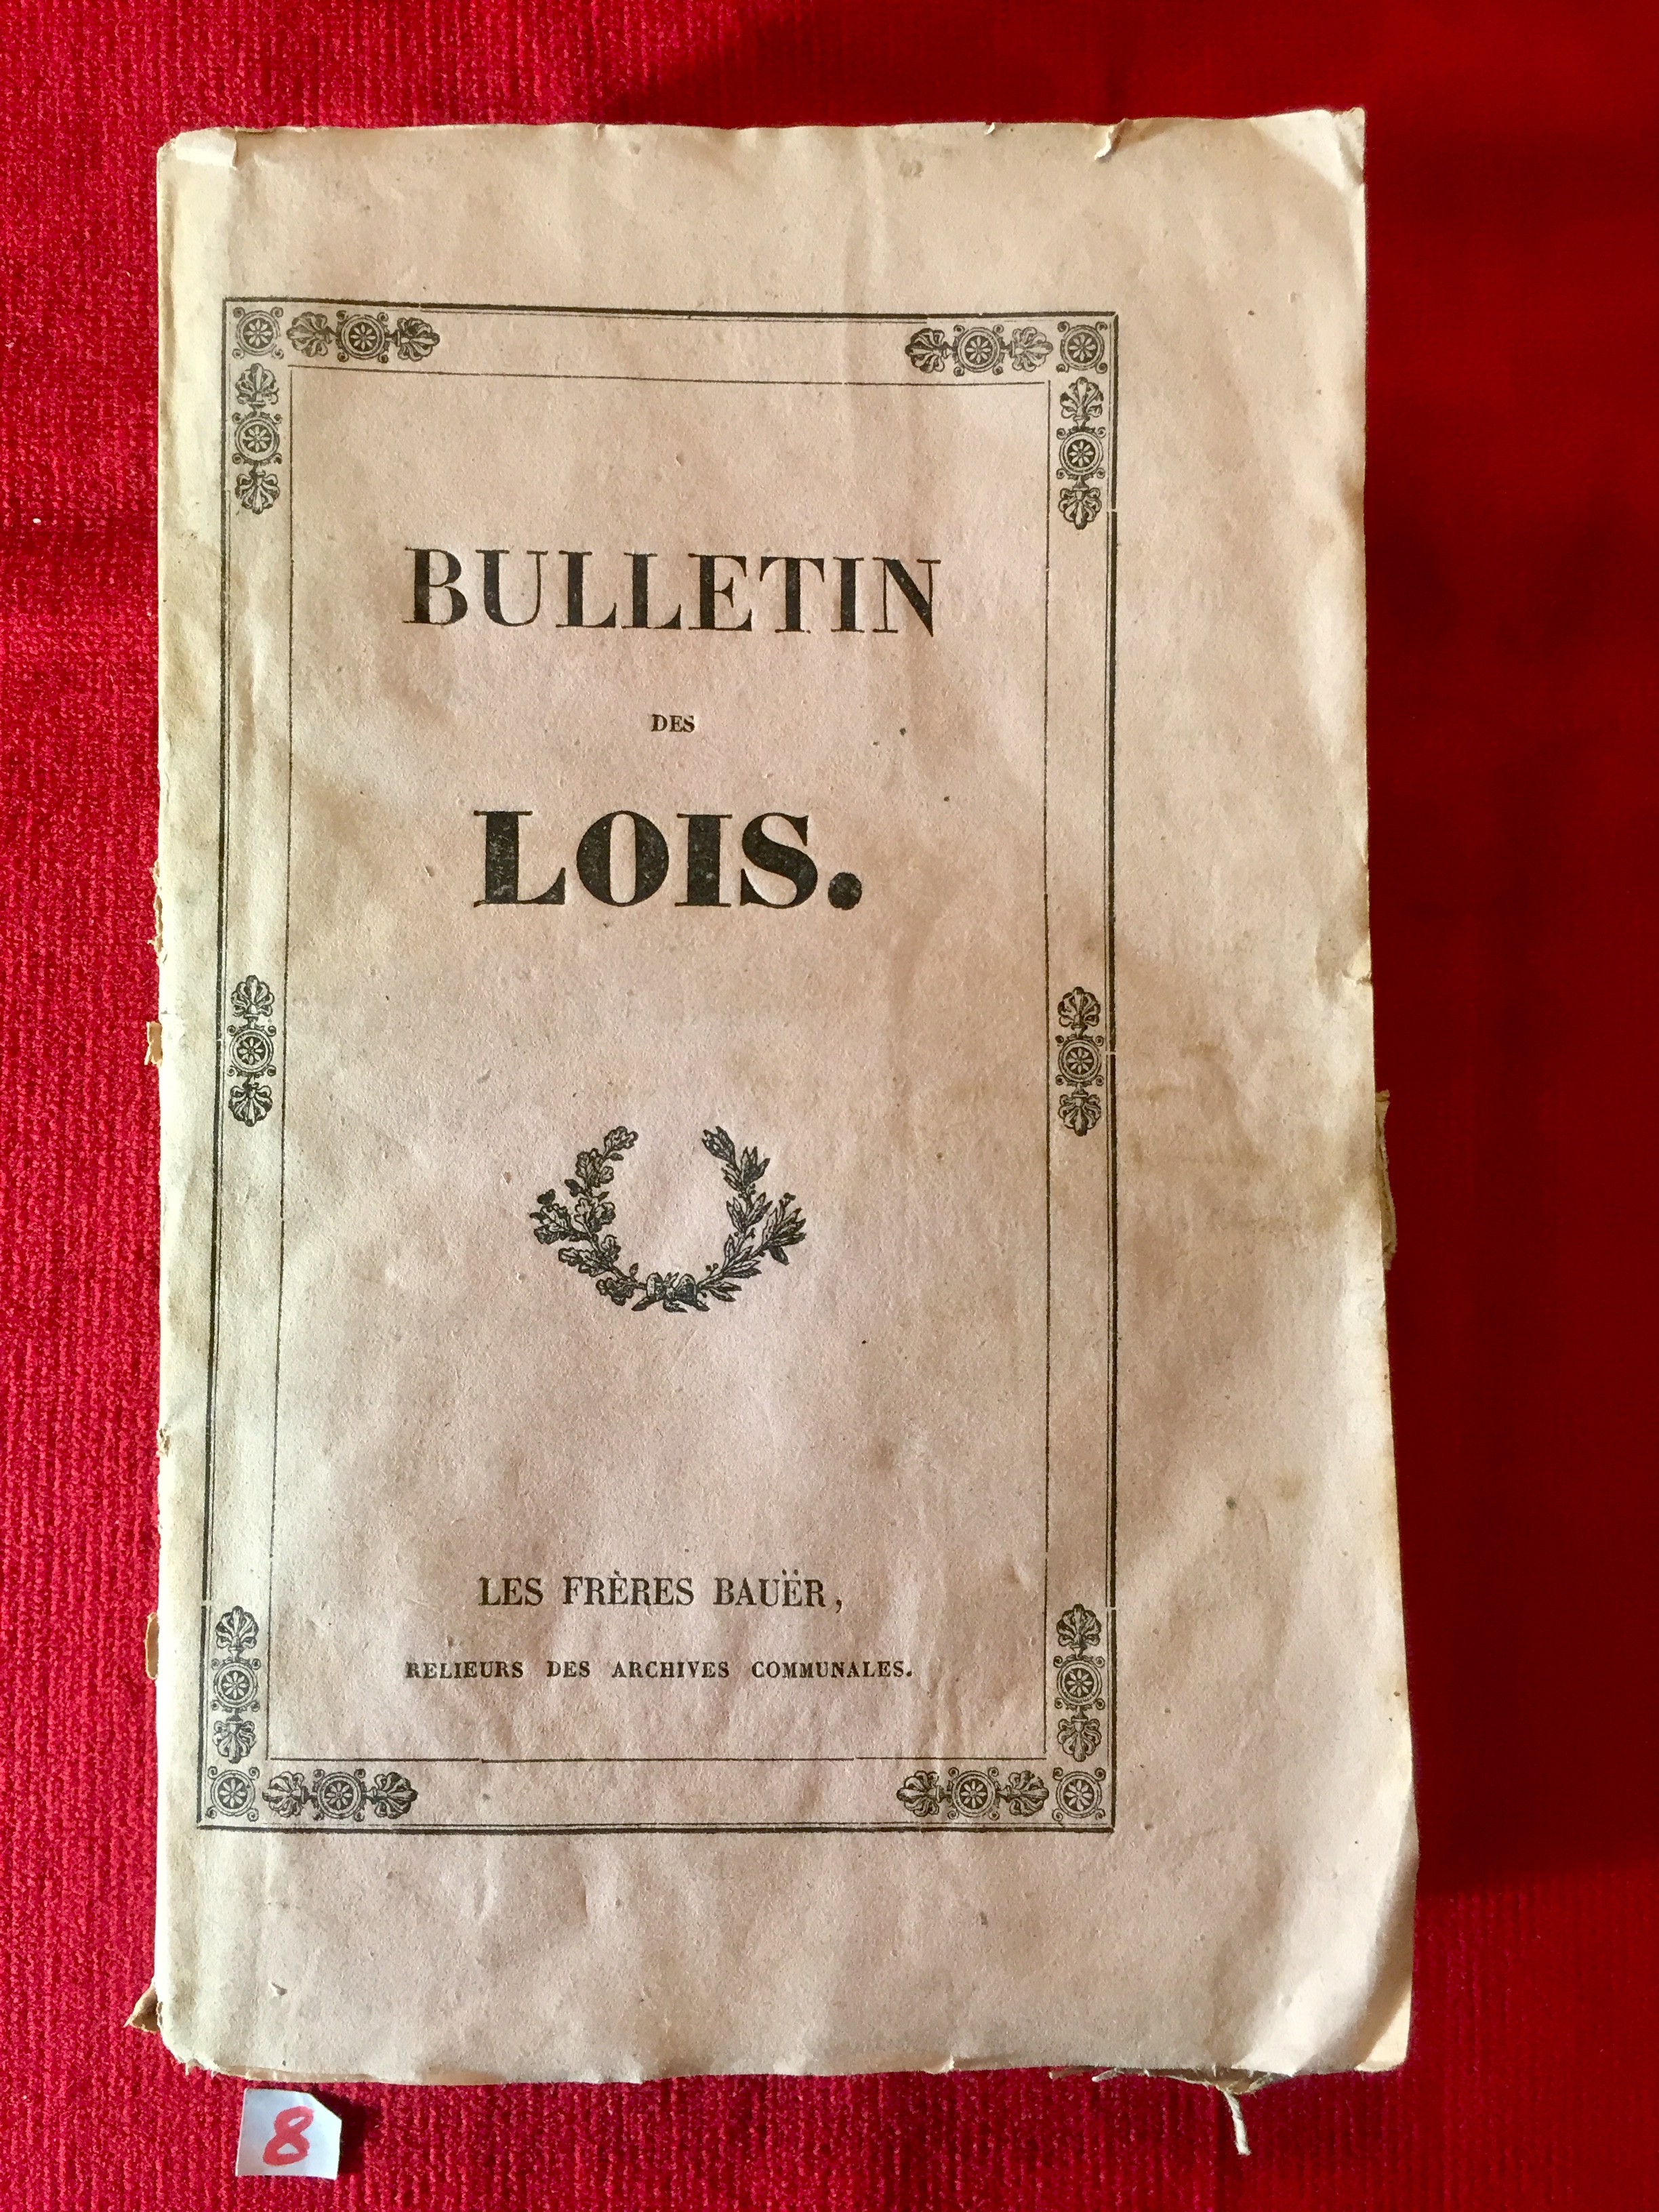 BULLETIN
DES
LOIS.
LES FRÈRES BAUËR,
RELIEURS DES ARCHIVES COMMUNALES.
8